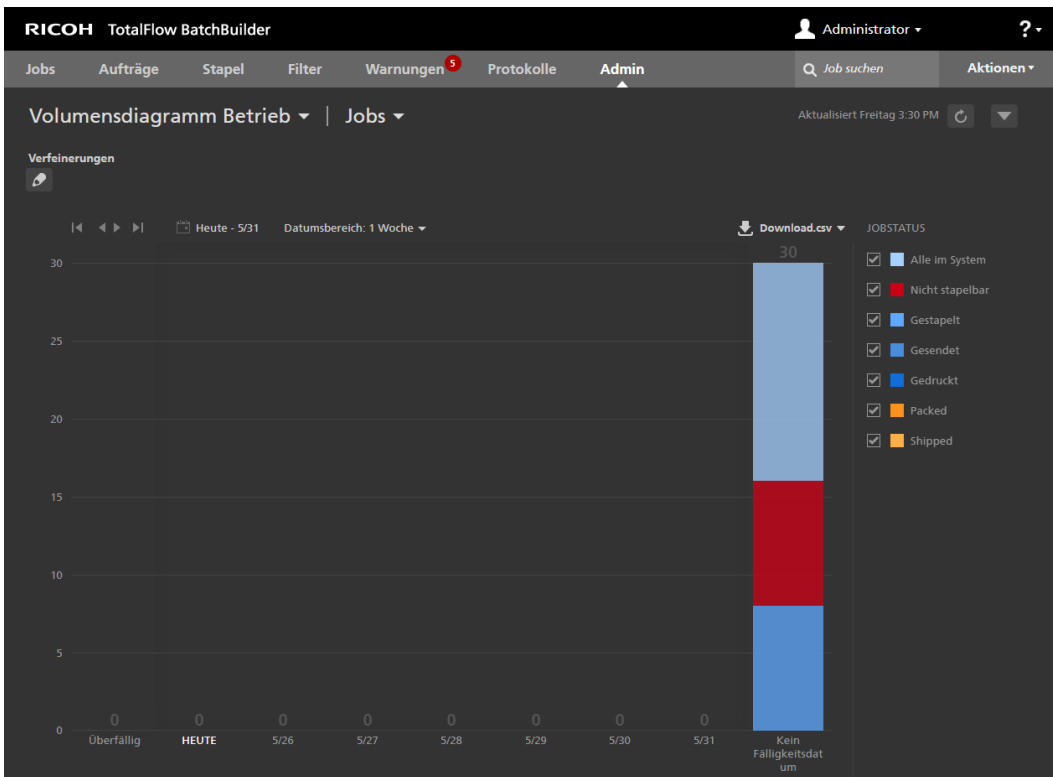 RICOH TotalFlow BatchBuilder Administrator ?
Jobs Aufträge Stapel Filter Warnungen 5 Protokolle Admin Job suchen Aktionen
Volumensdiagramm Betrieb | Jobs Aktualisiert Freitag 3:30 PM
Verfeinerungen
Heute - 5/31 Datumsbereich: 1 Woche Download.csv JOBSTATUS
30
30
Alle im System
Nicht stapelbar
Gestapelt
25
Gesendet
Gedruckt
20
Packed
Shipped
15
10
5
0 0 0 0 0 0 0 0
0
Überfällig HEUTE 5/26 5/27 5/28 5/29 5/30 5/31 Kein
Fälligkeitsdat
um